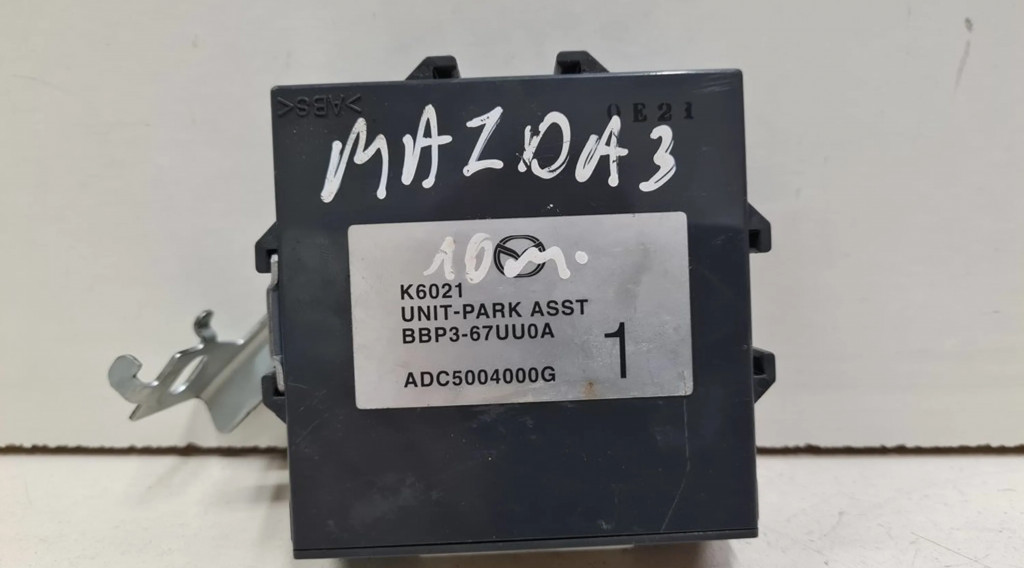 >ABS<
0E21
MAZDA3
10m.
K6021
UNIT-PARK ASST
BBP3-67UU0A
1
ADC5004000G